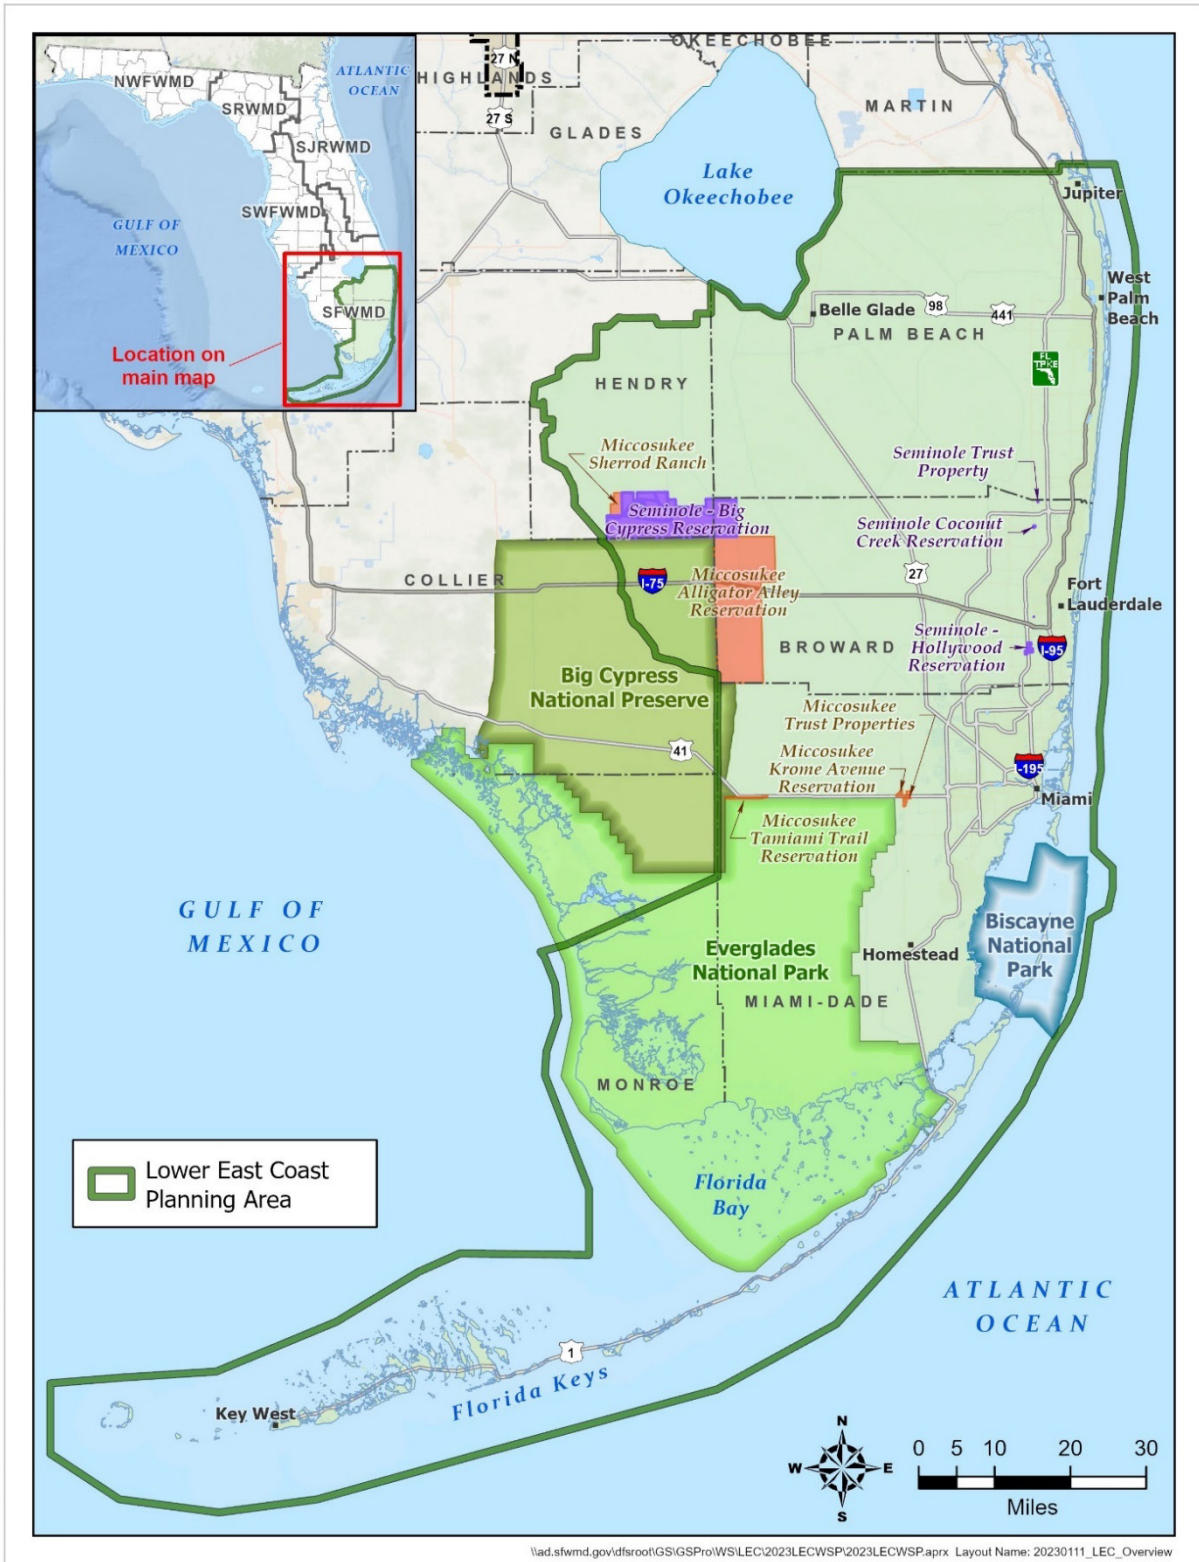 NWFWMD
SRWMD
SJRWMD
SWFWMD
SFWMD
ATLANTIC
OCEAN
GULF OF
MEXICO
Location on
main map
27 N
27 S
HIGHLANDS
OKEECHOBEE
GLADES
MARTIN
Lake
Okeechobee
Jupiter
West
Palm
Beach
Belle Glade
98
441
PALM BEACH
FL
TPKE
HENDRY
Miccosukee
Sherrod Ranch
Seminole Trust
Property
Seminole - Big
Cypress Reservation
Seminole Coconut
Creek Reservation
COLLIER
I-75
Miccosukee
Alligator Alley
Reservation
27
Fort
Lauderdale
BROWARD
Seminole -
Hollywood
Reservation
I-95
Big Cypress
National Preserve
Miccosukee
Trust Properties
41
Miccosukee
Krome Avenue
Reservation
I-195
Miami
Miccosukee
Tamiami Trail
Reservation
GULF OF
MEXICO
Everglades
National Park
Homestead
Biscayne
National
Park
MIAMI-DADE
MONROE
Lower East Coast
Planning Area
Florida
Bay
ATLANTIC
OCEAN
1
Florida Keys
Key West
N
W
E
S
0 5 10 20 30
Miles
\\ad.sfwmd.gov\dfsroot\GS\GSPro\WS\LEC\2023LECWSP\2023LECWSP.aprx Layout Name: 20230111_LEC_Overview